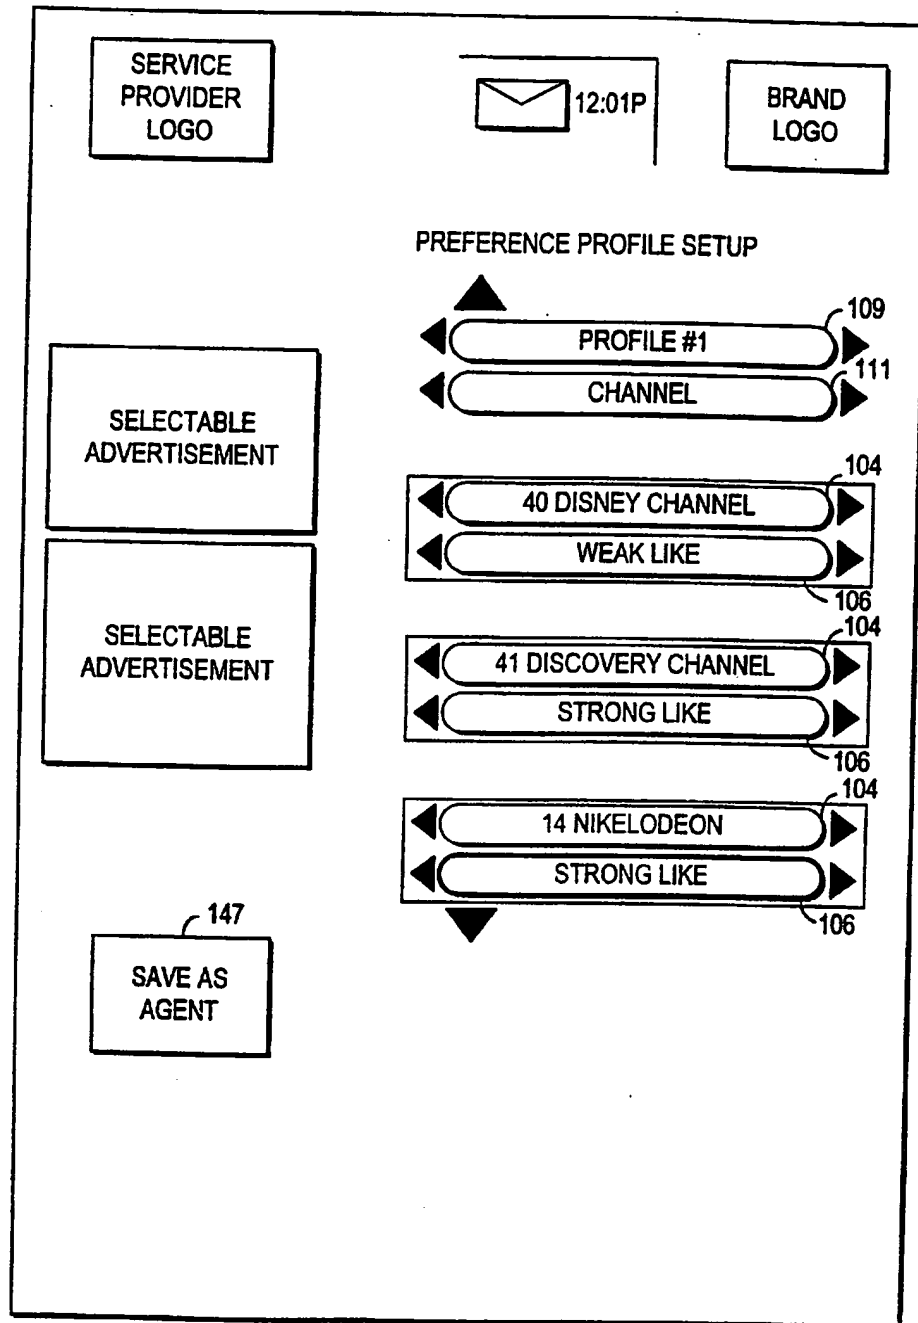 SERVICE
PROVIDER
LOGO
12:01P
BRAND
LOGO
PREFERENCE PROFILE SETUP
109
PROFILE #1
111
CHANNEL
SELECTABLE
ADVERTISEMENT
104
40 DISNEY CHANNEL
WEAK LIKE
106
SELECTABLE
ADVERTISEMENT
104
41 DISCOVERY CHANNEL
STRONG LIKE
106
104
14 NIKELODEON
STRONG LIKE
106
147
SAVE AS
AGENT